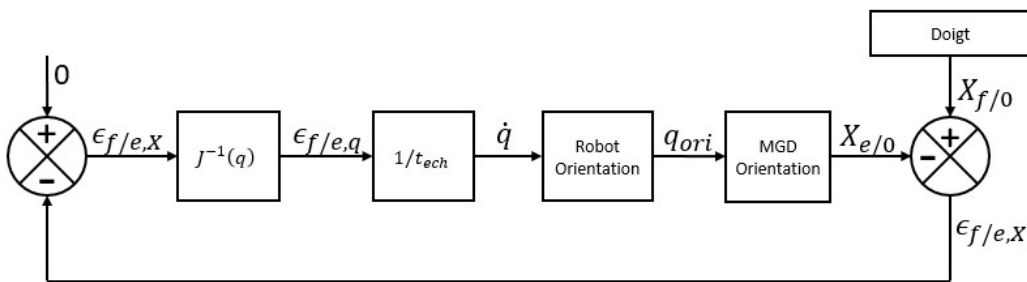 Doigt
0
X_{f/0}
+
-
ϵ_{f/e,X}
J^{-1}(q)
ϵ_{f/e,q}
1/t_{ech}
q̇
Robot
Orientation
q_{ori}
MGD
Orientation
X_{e/0}
+
-
ϵ_{f/e,X}